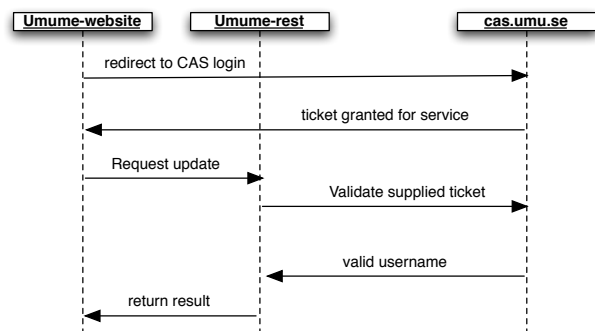 Umume-website
Umume-rest
cas.umu.se
redirect to CAS login
ticket granted for service
Request update
Validate supplied ticket
valid username
return result